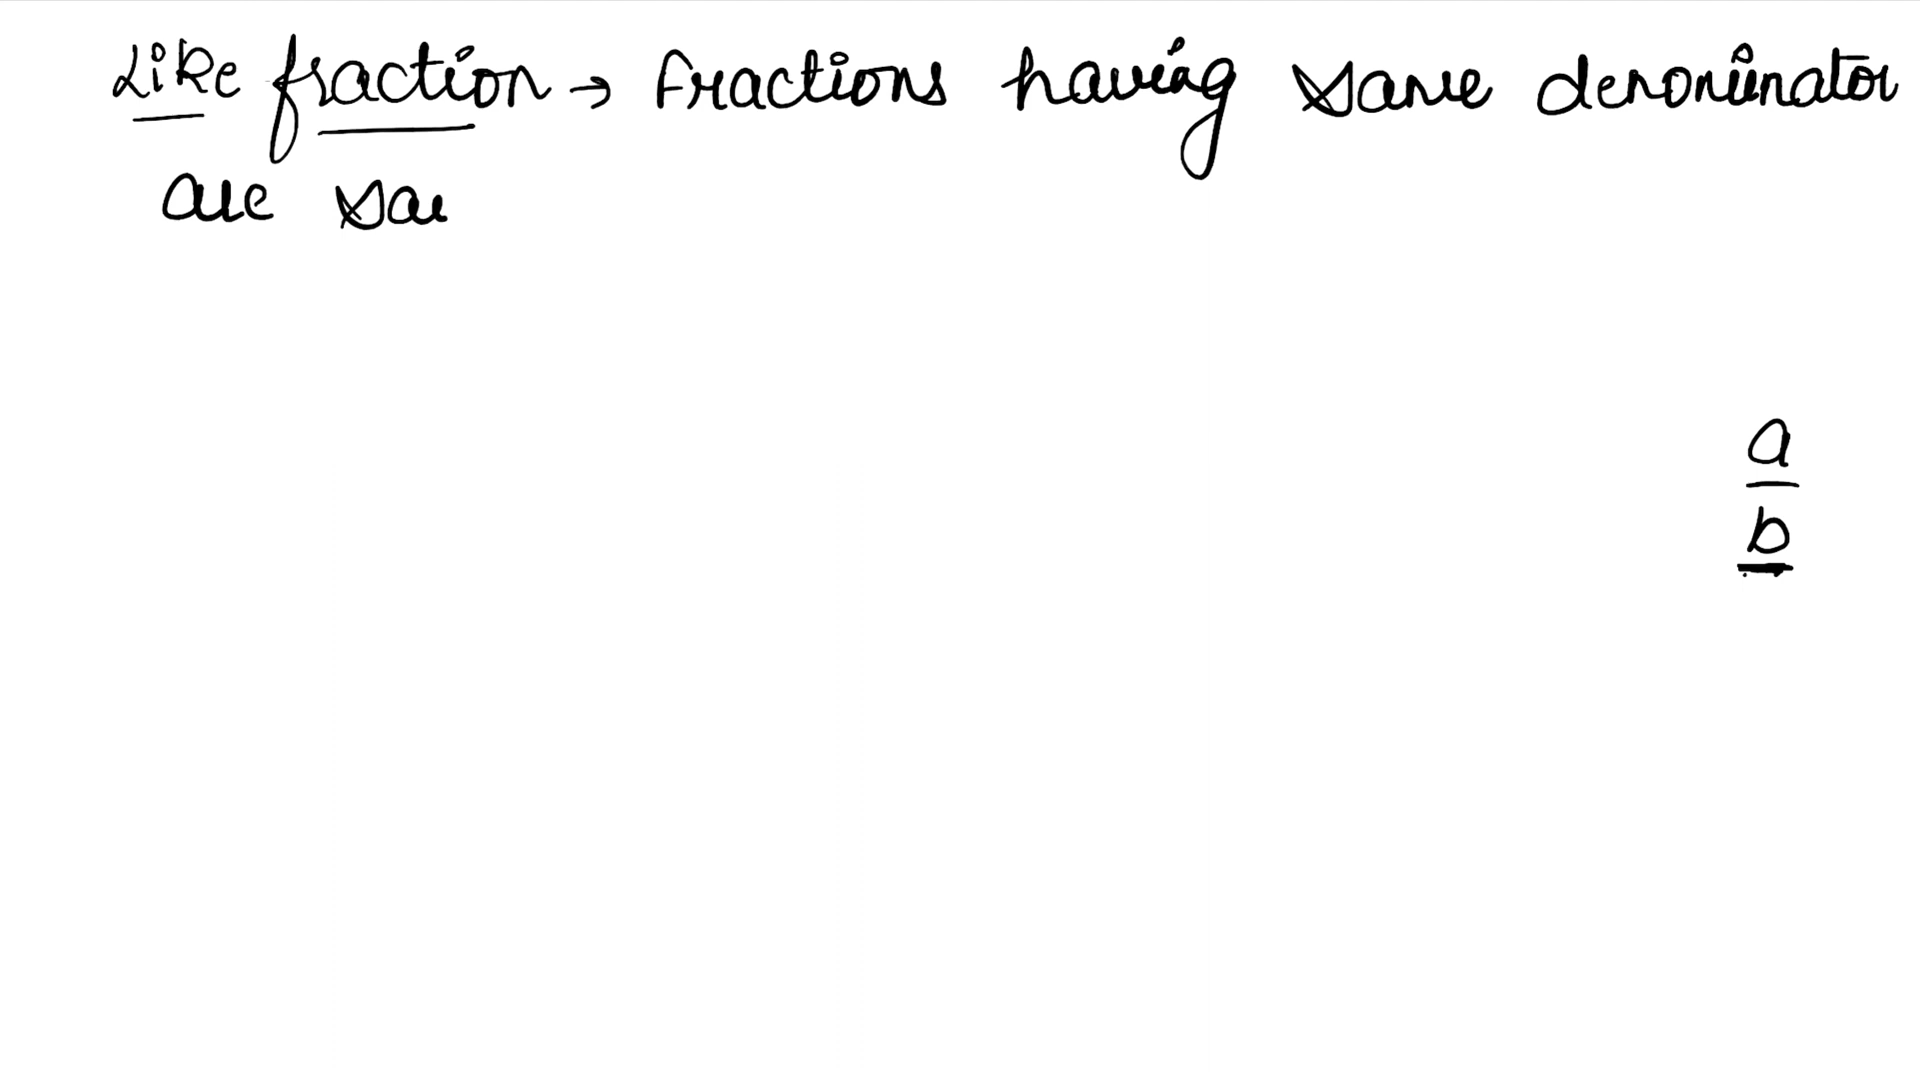 Like fraction → Fractions having same denominator
are sa
a
b